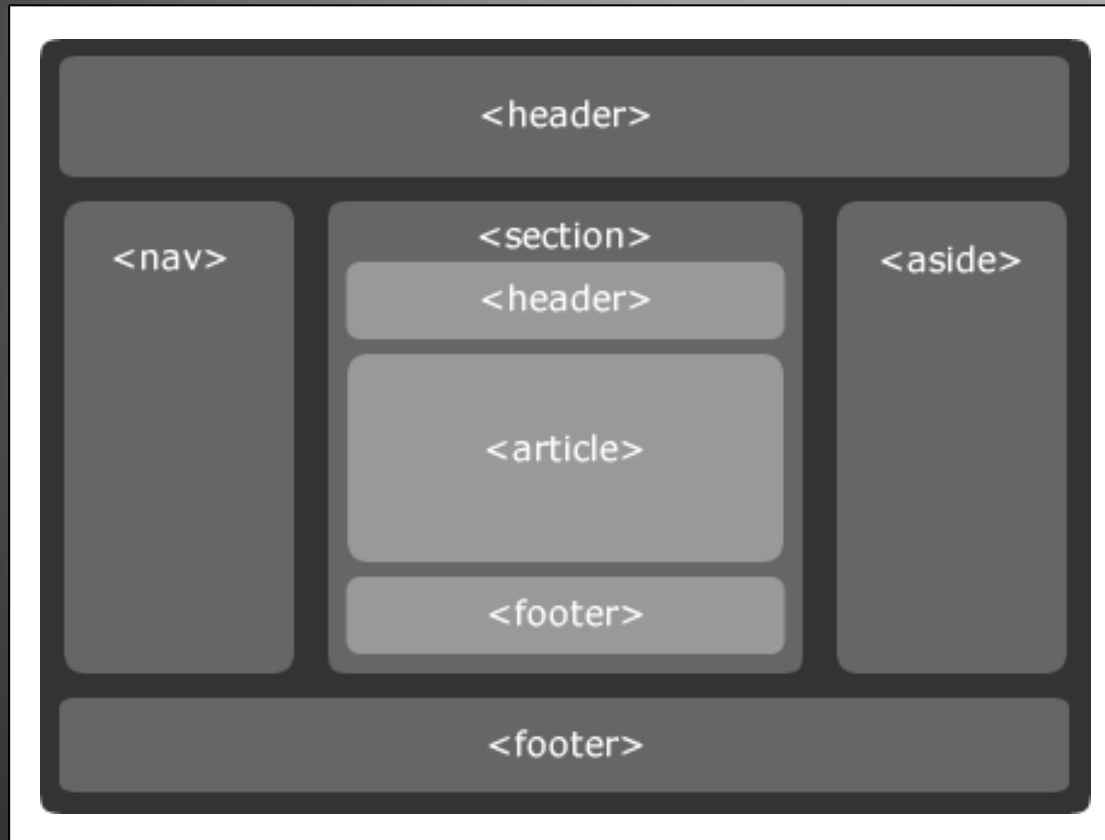 <header>
<nav>
<section>
<header>
<article>
<footer>
<aside>
<footer>